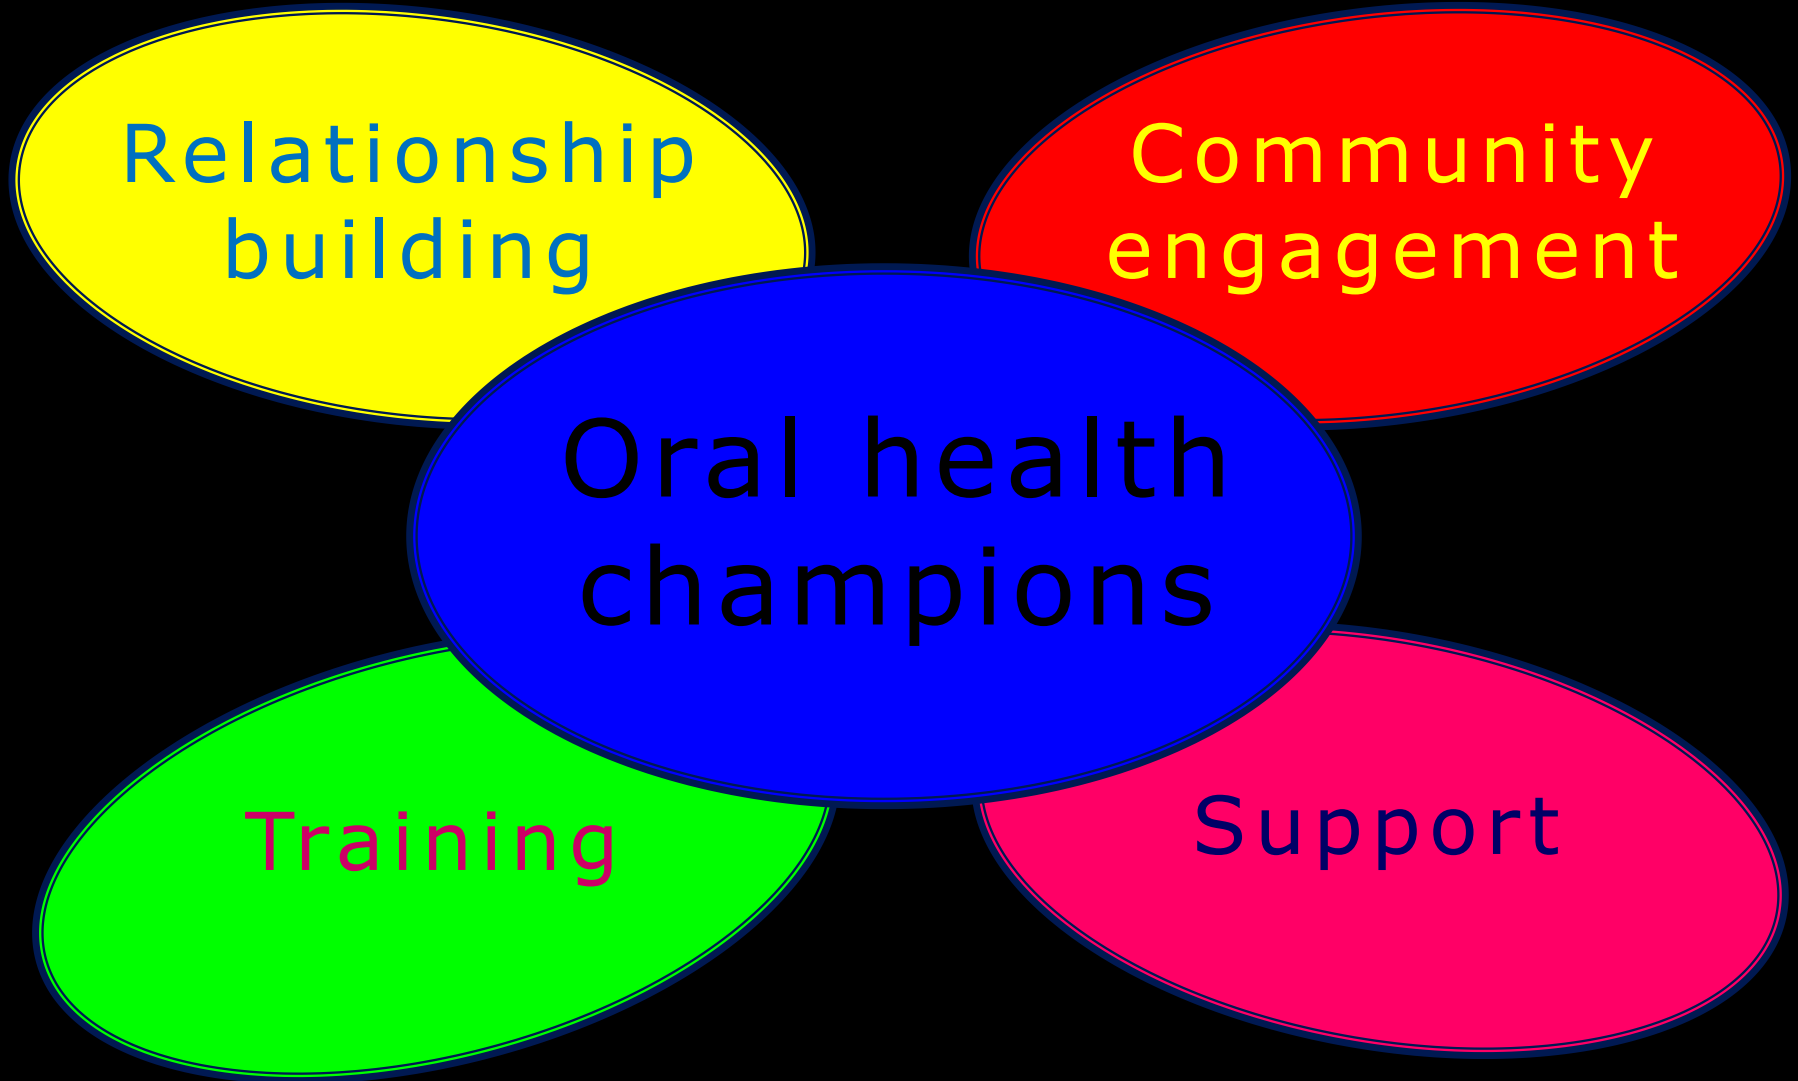 Relationship
building
Community
engagement
Oral health
champions
Training
Support